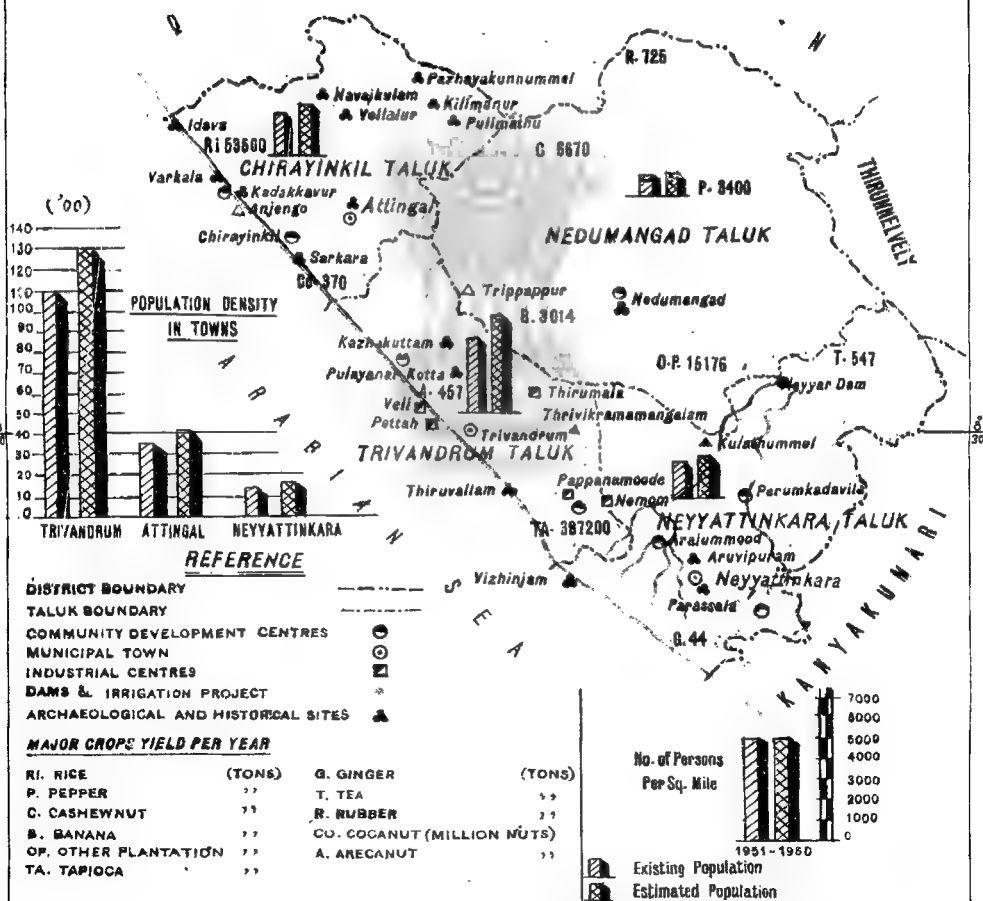 N
R. 725
Pazhayakunnummel
Navaikulam
Kilimanur
Vellalur
Pulimathu
Idava
Ri 53600
C 6670
CHIRAYINKIL TALUK
P. 3400
THIRUNELVELY
Varkala
Kadakkavur
Anjengo
Attingal
('00)
Chirayinkil
NEDUMANGAD TALUK
Sarkara
Co. 370
140
130
120
110
100
90
80
70
60
50
40
30
20
10
0
POPULATION DENSITY
IN TOWNS
Trippappur
Nedumangad
B. 3014
Kazhakuttam
O.P. 15176
T. 547
Pulayanar Kotta
Neyyar Dam
A. 457
Thirumala
Veli
Thrivikramamangalam
Pettah
Trivandrum
Kulathummel
30
TRIVANDRUM TALUK
Pappanamoode
Perumkadavila
Thiruvallam
Nemom
TRIVANDRUM ATTINGAL NEYYATTINKARA
TA- 387200
NEYYATTINKARA TALUK
Aralummood
Aruvipuram
Neyyattinkara
Vizhinjam
Parassala
G. 44
ARABIAN SEA
KANYAKUMARI
REFERENCE
DISTRICT BOUNDARY
TALUK BOUNDARY
COMMUNITY DEVELOPMENT CENTRES
MUNICIPAL TOWN
INDUSTRIAL CENTRES
DAMS & IRRIGATION PROJECT
ARCHAEOLOGICAL AND HISTORICAL SITES
MAJOR CROPS YIELD PER YEAR
RI. RICE (TONS) G. GINGER (TONS)
P. PEPPER ,, T. TEA ,,
C. CASHEWNUT ,, R. RUBBER ,,
B. BANANA ,, CO. COCANUT (MILLION NUTS)
OP. OTHER PLANTATION ,, A. ARECANUT ,,
TA. TAPIOCA ,,
No. of Persons
Per Sq. Mile
7000
6000
5000
4000
3000
2000
1000
0
1951-1960
Existing Population
Estimated Population